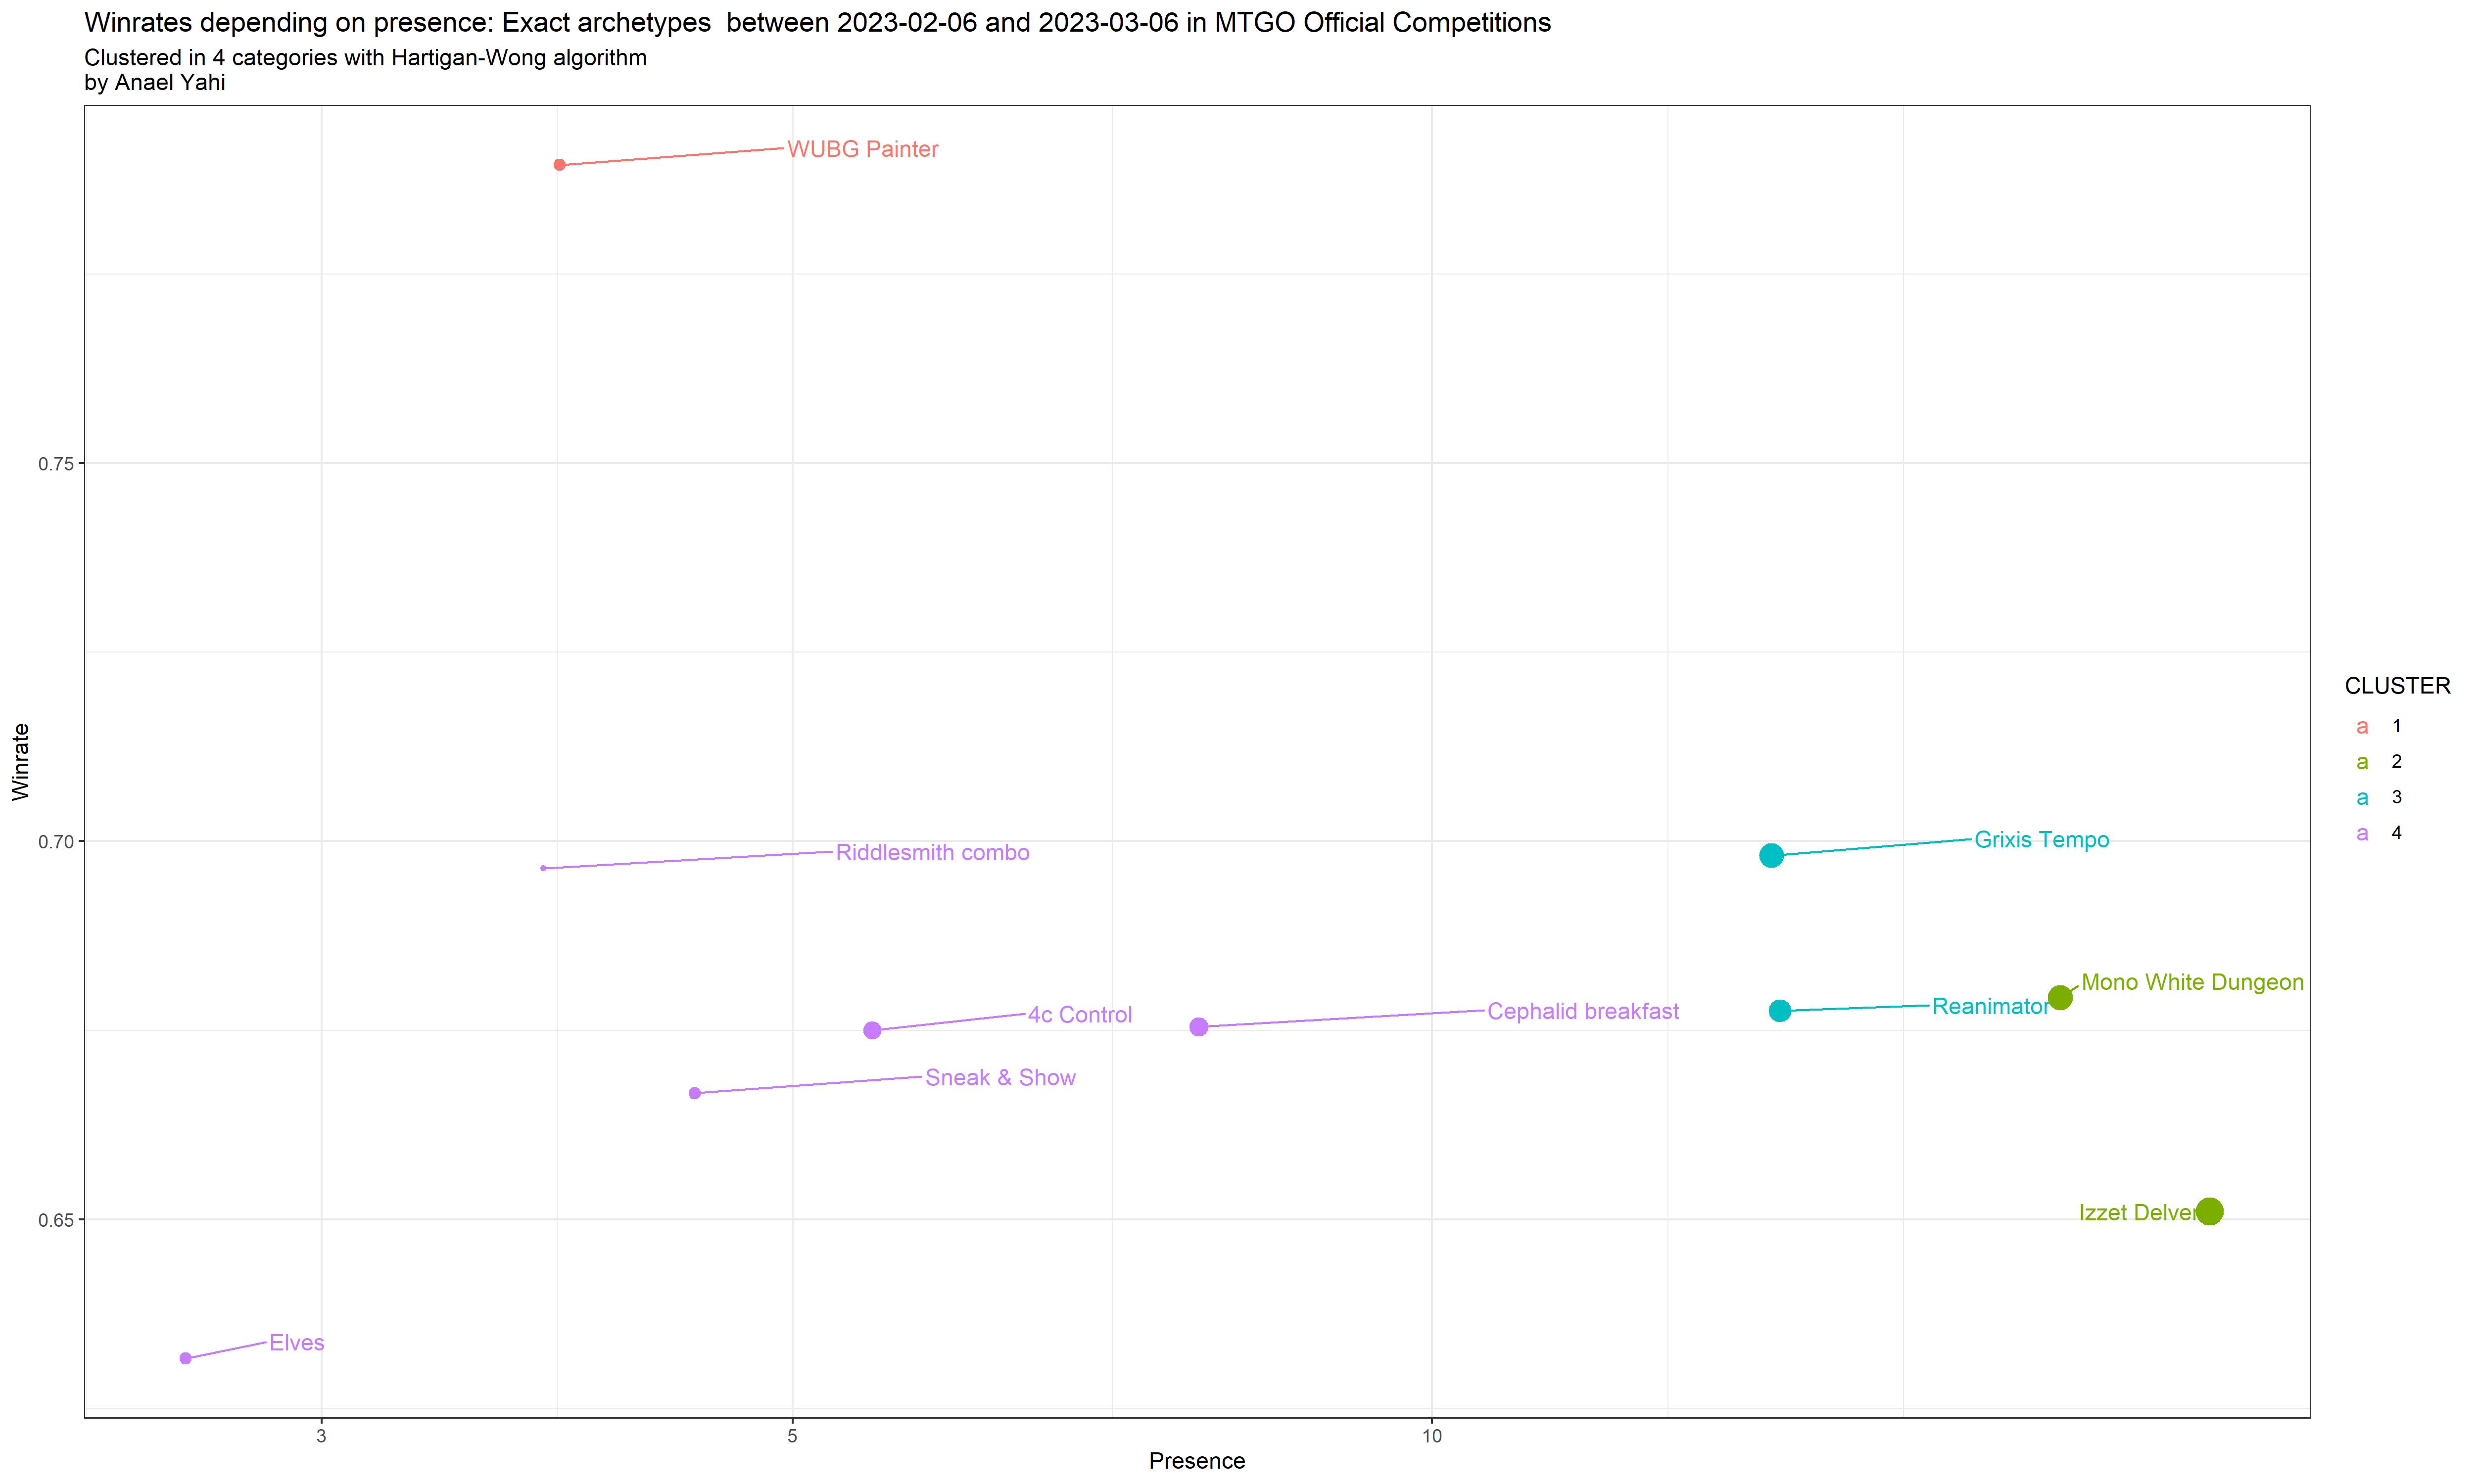 Winrates depending on presence: Exact archetypes  between 2023-02-06 and 2023-03-06 in MTGO Official Competitions
Clustered in 4 categories with Hartigan-Wong algorithm
by Anael Yahi
WUBG Painter
0.75
Winrate
0.70
Riddlesmith combo
Grixis Tempo
Mono White Dungeon
Reanimator
Cephalid breakfast
4c Control
Sneak & Show
0.65
Izzet Delver
Elves
3
5
10
Presence
CLUSTER
a 1
a 2
a 3
a 4